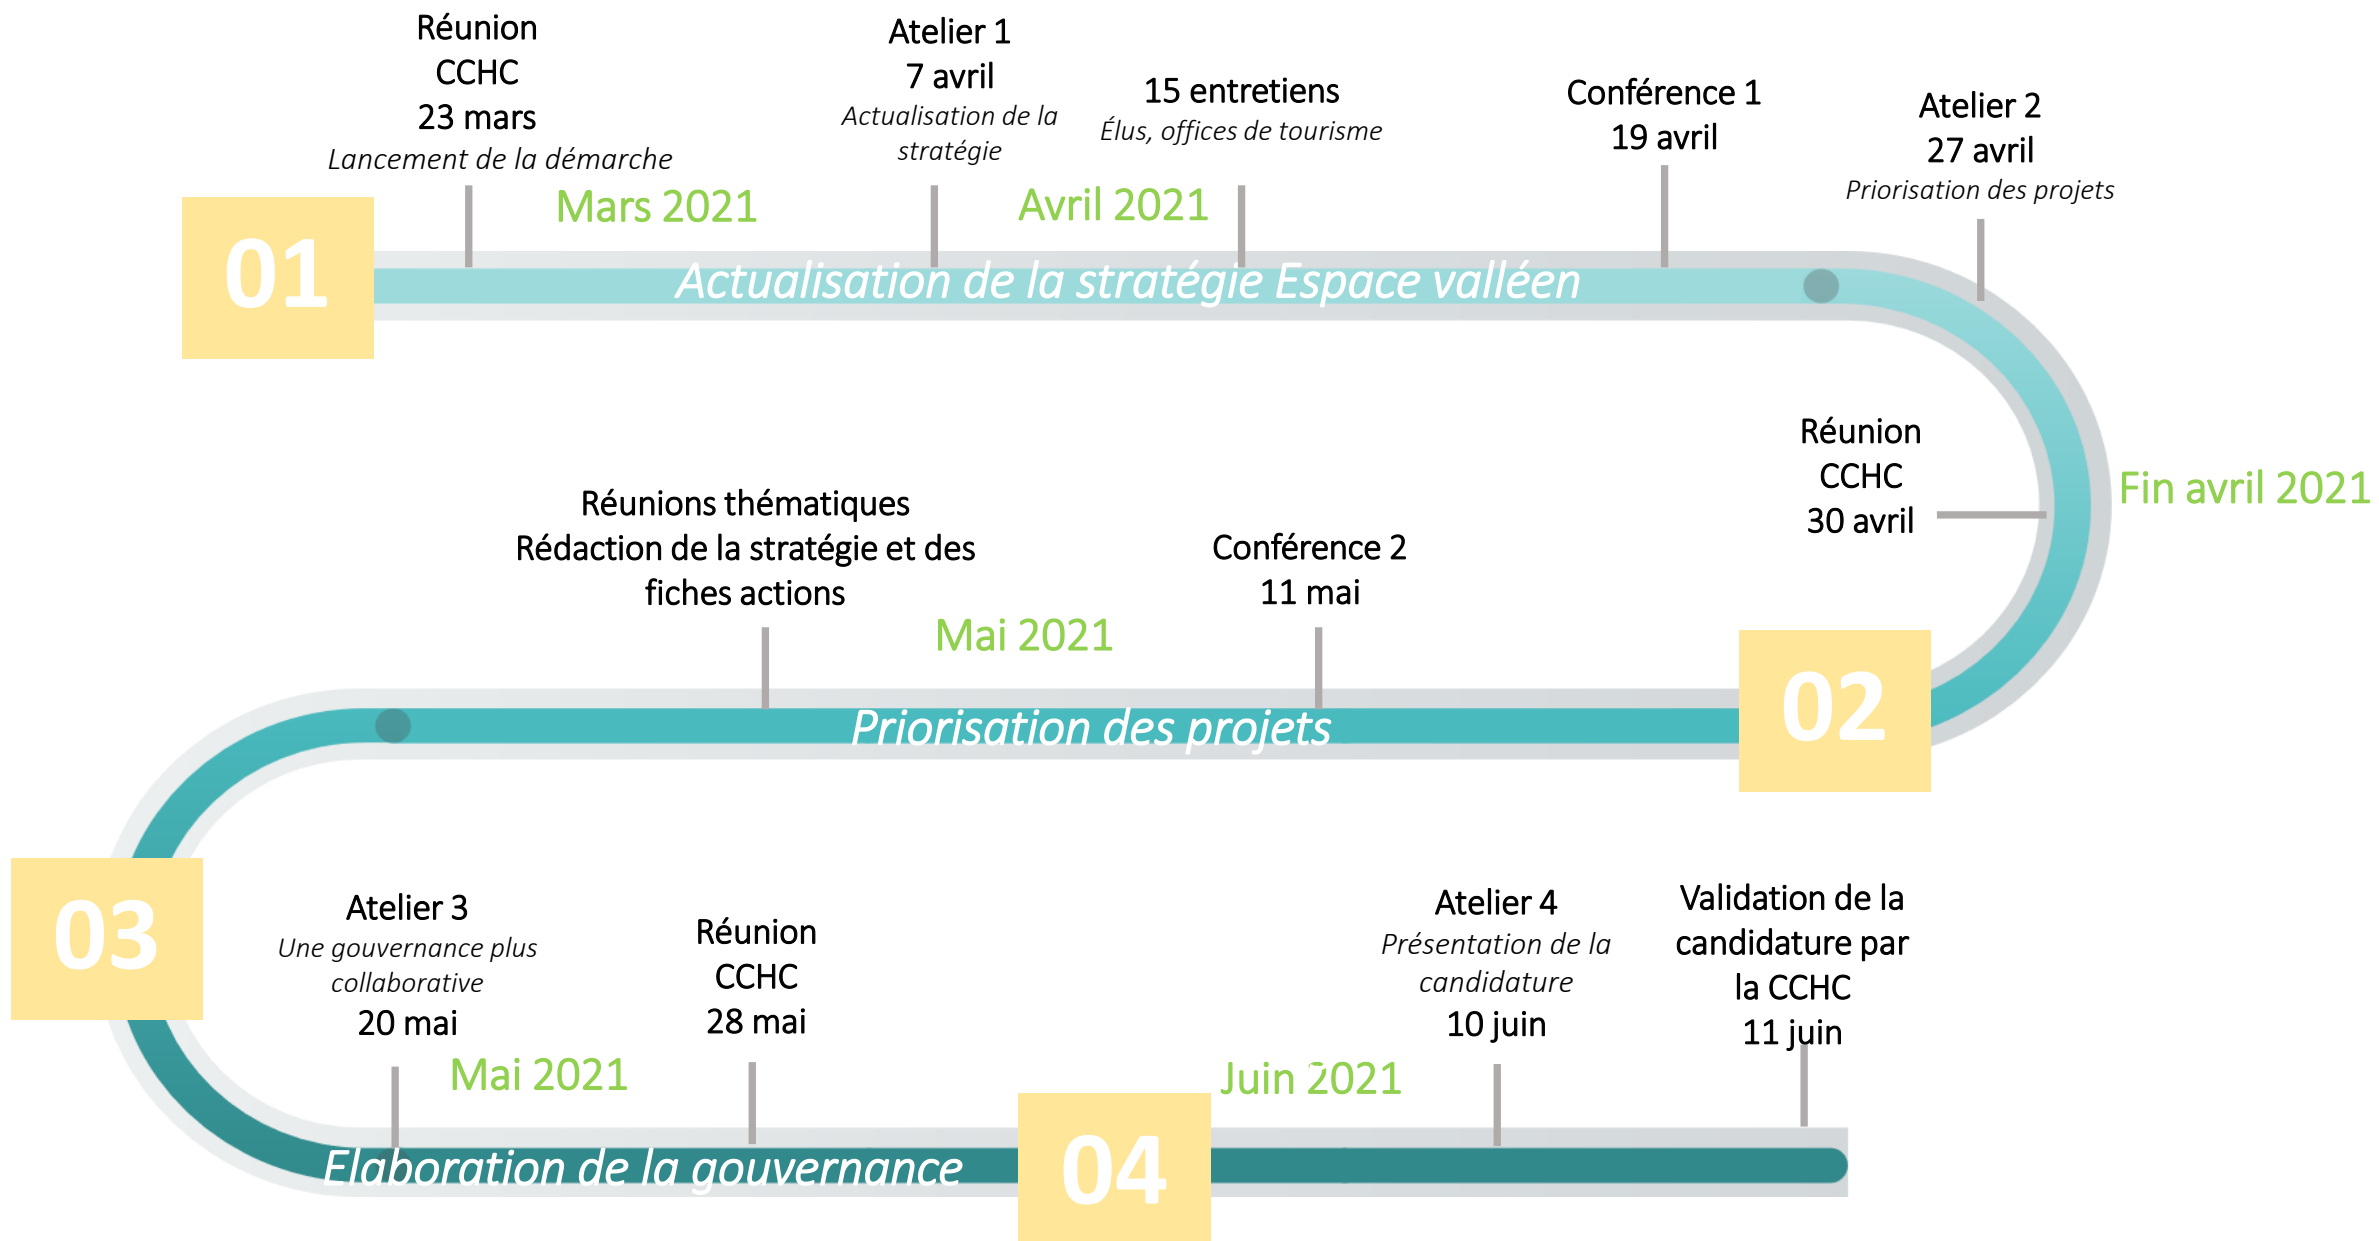 Réunion
CCHC
23 mars
Lancement de la démarche
Mars 2021
Atelier 1
7 avril
Actualisation de la
stratégie
Avril 2021
15 entretiens
Élus, offices de tourisme
Conférence 1
19 avril
Atelier 2
27 avril
Priorisation des projets
01
Actualisation de la stratégie Espace valléen
Réunion
CCHC
30 avril
Fin avril 2021
Réunions thématiques
Rédaction de la stratégie et des
fiches actions
Mai 2021
Conférence 2
11 mai
02
Priorisation des projets
03
Atelier 3
Une gouvernance plus
collaborative
20 mai
Mai 2021
Réunion
CCHC
28 mai
Elaboration de la gouvernance
04
Juin 2021
Atelier 4
Présentation de la
candidature
10 juin
Validation de la
candidature par
la CCHC
11 juin